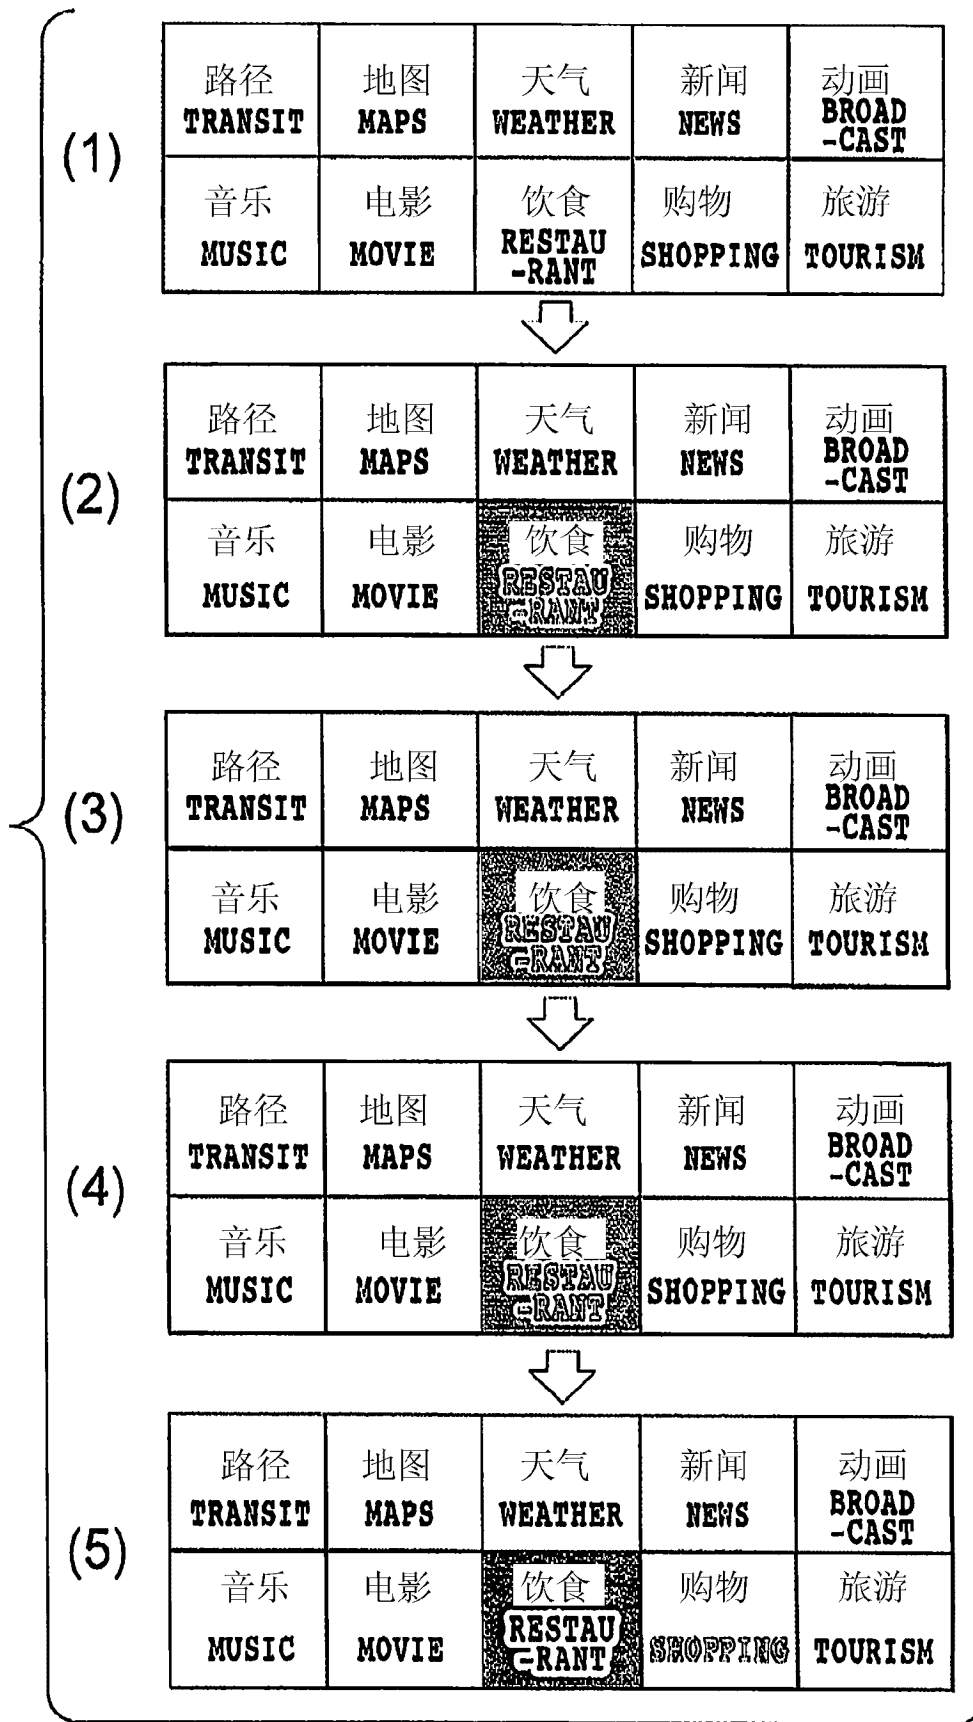 (1)
路径 地图 天气 新闻 动画
TRANSIT MAPS WEATHER NEWS BROAD
-CAST
音乐 电影 饮食 购物 旅游
MUSIC MOVIE RESTAU SHOPPING TOURISM
-RANT
(2)
路径 地图 天气 新闻 动画
TRANSIT MAPS WEATHER NEWS BROAD
-CAST
音乐 电影 饮食 购物 旅游
MUSIC MOVIE RESTAU SHOPPING TOURISM
-RANT
(3)
路径 地图 天气 新闻 动画
TRANSIT MAPS WEATHER NEWS BROAD
-CAST
音乐 电影 饮食 购物 旅游
MUSIC MOVIE RESTAU SHOPPING TOURISM
-RANT
(4)
路径 地图 天气 新闻 动画
TRANSIT MAPS WEATHER NEWS BROAD
-CAST
音乐 电影 饮食 购物 旅游
MUSIC MOVIE RESTAU SHOPPING TOURISM
-RANT
(5)
路径 地图 天气 新闻 动画
TRANSIT MAPS WEATHER NEWS BROAD
-CAST
音乐 电影 饮食 购物 旅游
MUSIC MOVIE RESTAU SHOPPING TOURISM
-RANT